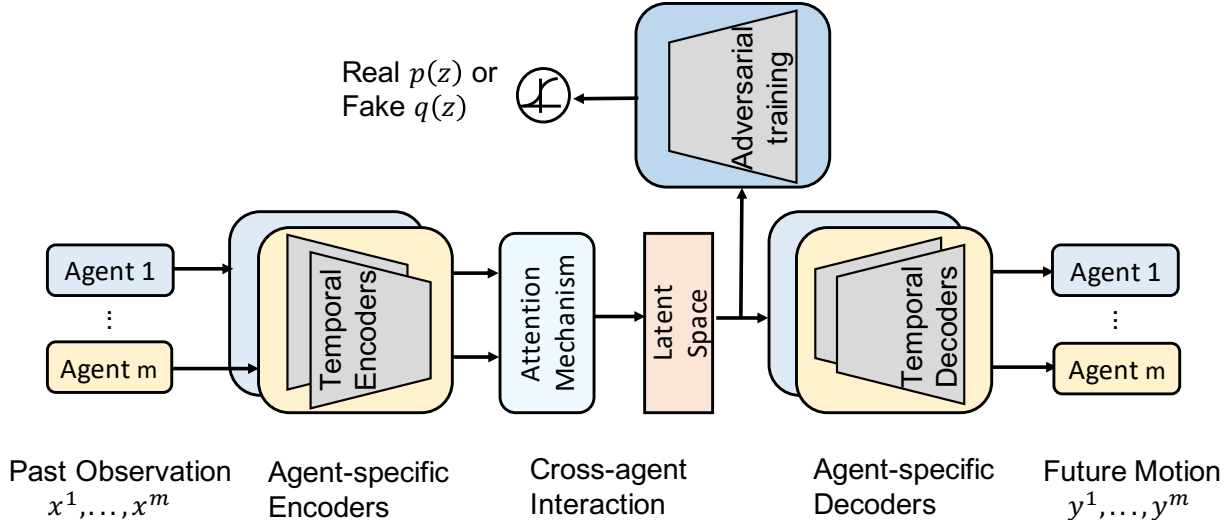 Real p(z) or
Fake q(z)
Adversarial
training
Agent 1
⋮
Agent m
Temporal
Encoders
Attention
Mechanism
Latent
Space
Temporal
Decoders
Agent 1
⋮
Agent m
Past Observation
x¹,...,xᵐ
Agent-specific
Encoders
Cross-agent
Interaction
Agent-specific
Decoders
Future Motion
y¹,...,yᵐ